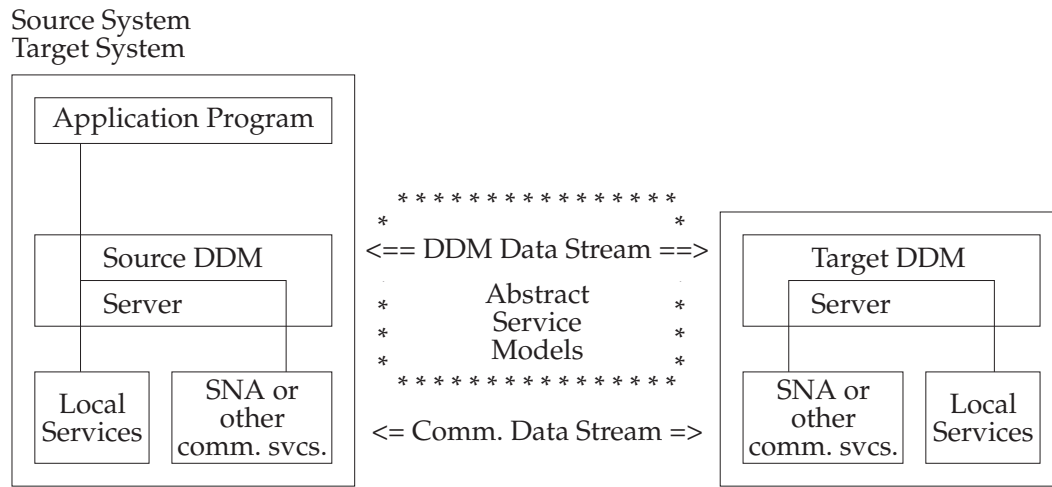 Source System
Target System
Application Program
* * * * * * * * * * * * * * * *
* *
Source DDM
<== DDM Data Stream ==>
Target DDM
Server
* Abstract *
Server
* Service *
* Models *
* * * * * * * * * * * * * * * *
Local
Services
SNA or
other
comm. svcs.
<= Comm. Data Stream =>
SNA or
other
comm. svcs.
Local
Services